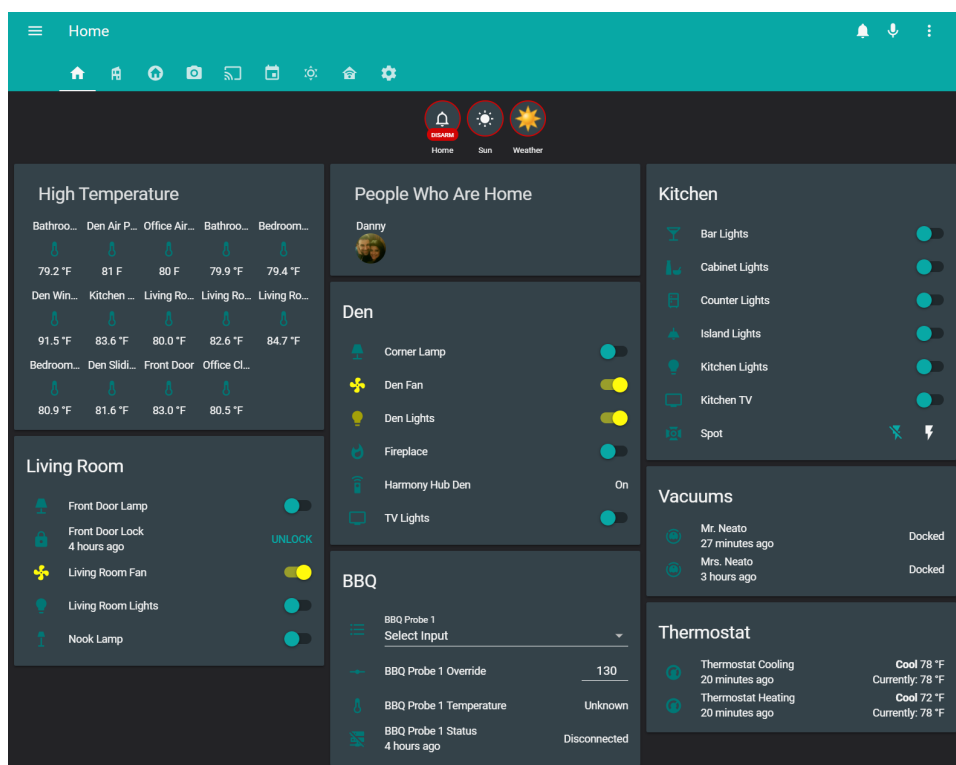 Home
DISARM
Home Sun Weather
High Temperature
Bathroo... Den Air P... Office Air... Bathroo... Bedroom...
79.2 °F 81 F 80 F 79.9 °F 79.4 °F
Den Win... Kitchen ... Living Ro... Living Ro... Living Ro...
91.5 °F 83.6 °F 80.0 °F 82.6 °F 84.7 °F
Bedroom... Den Slidi... Front Door Office Cl...
80.9 °F 81.6 °F 83.0 °F 80.5 °F
Living Room
Front Door Lamp
Front Door Lock
4 hours ago
UNLOCK
Living Room Fan
Living Room Lights
Nook Lamp
People Who Are Home
Danny
Den
Corner Lamp
Den Fan
Den Lights
Fireplace
Harmony Hub Den On
TV Lights
BBQ
BBQ Probe 1
Select Input
BBQ Probe 1 Override 130
BBQ Probe 1 Temperature Unknown
BBQ Probe 1 Status
4 hours ago
Disconnected
Kitchen
Bar Lights
Cabinet Lights
Counter Lights
Island Lights
Kitchen Lights
Kitchen TV
Spot
Vacuums
Mr. Neato
27 minutes ago
Docked
Mrs. Neato
3 hours ago
Docked
Thermostat
Thermostat Cooling Cool 78 °F
20 minutes ago Currently: 78 °F
Thermostat Heating Cool 72 °F
20 minutes ago Currently: 78 °F